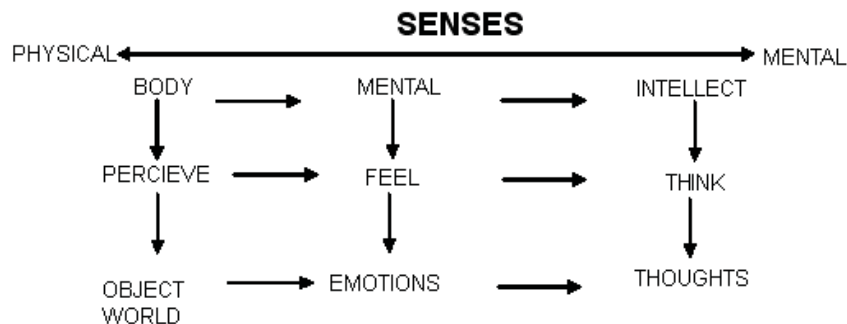 SENSES
PHYSICAL MENTAL
BODY MENTAL INTELLECT
PERCIEVE FEEL THINK
OBJECT EMOTIONS THOUGHTS
WORLD